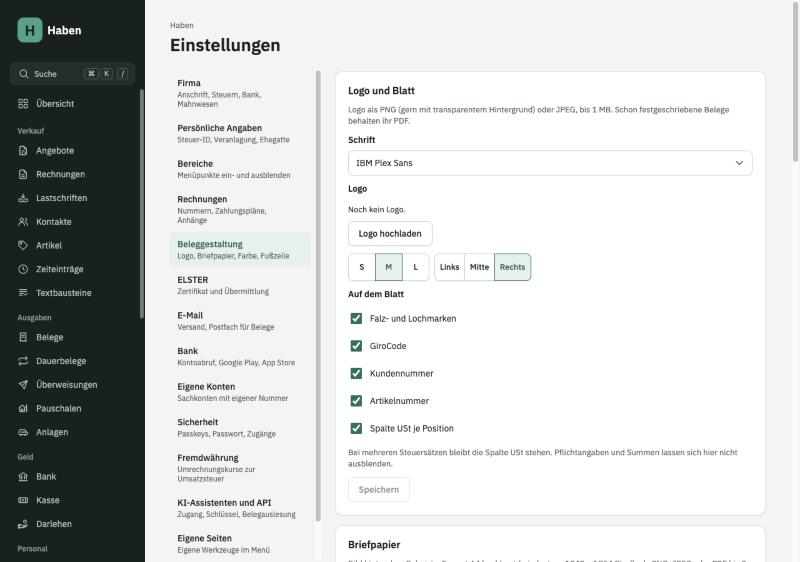 H Haben
Suche ⌘ K /
Übersicht
Verkauf
Angebote
Rechnungen
Lastschriften
Kontakte
Artikel
Zeiteinträge
Textbausteine
Ausgaben
Belege
Dauerbelege
Überweisungen
Pauschalen
Anlagen
Geld
Bank
Kasse
Darlehen
Personal
Haben
Einstellungen
Firma
Anschrift, Steuern, Bank,
Mahnwesen
Persönliche Angaben
Steuer-ID, Veranlagung, Ehegatte
Bereiche
Menüpunkte ein- und ausblenden
Rechnungen
Nummern, Zahlungspläne,
Anhänge
Beleggestaltung
Logo, Briefpapier, Farbe, Fußzeile
ELSTER
Zertifikat und Übermittlung
E-Mail
Versand, Postfach für Belege
Bank
Kontoabruf, Google Play, App Store
Eigene Konten
Sachkonten mit eigener Nummer
Sicherheit
Passkeys, Passwort, Zugänge
Fremdwährung
Umrechnungskurse zur
Umsatzsteuer
KI-Assistenten und API
Zugang, Schlüssel, Belegauslesung
Eigene Seiten
Eigene Werkzeuge im Menü
Logo und Blatt
Logo als PNG (gern mit transparentem Hintergrund) oder JPEG, bis 1 MB. Schon festgeschriebene Belege
behalten ihr PDF.
Schrift
IBM Plex Sans
Logo
Noch kein Logo.
Logo hochladen
S M L Links Mitte Rechts
Auf dem Blatt
Falz- und Lochmarken
GiroCode
Kundennummer
Artikelnummer
Spalte USt je Position
Bei mehreren Steuersätzen bleibt die Spalte USt stehen. Pflichtangaben und Summen lassen sich hier nicht
ausblenden.
Speichern
Briefpapier